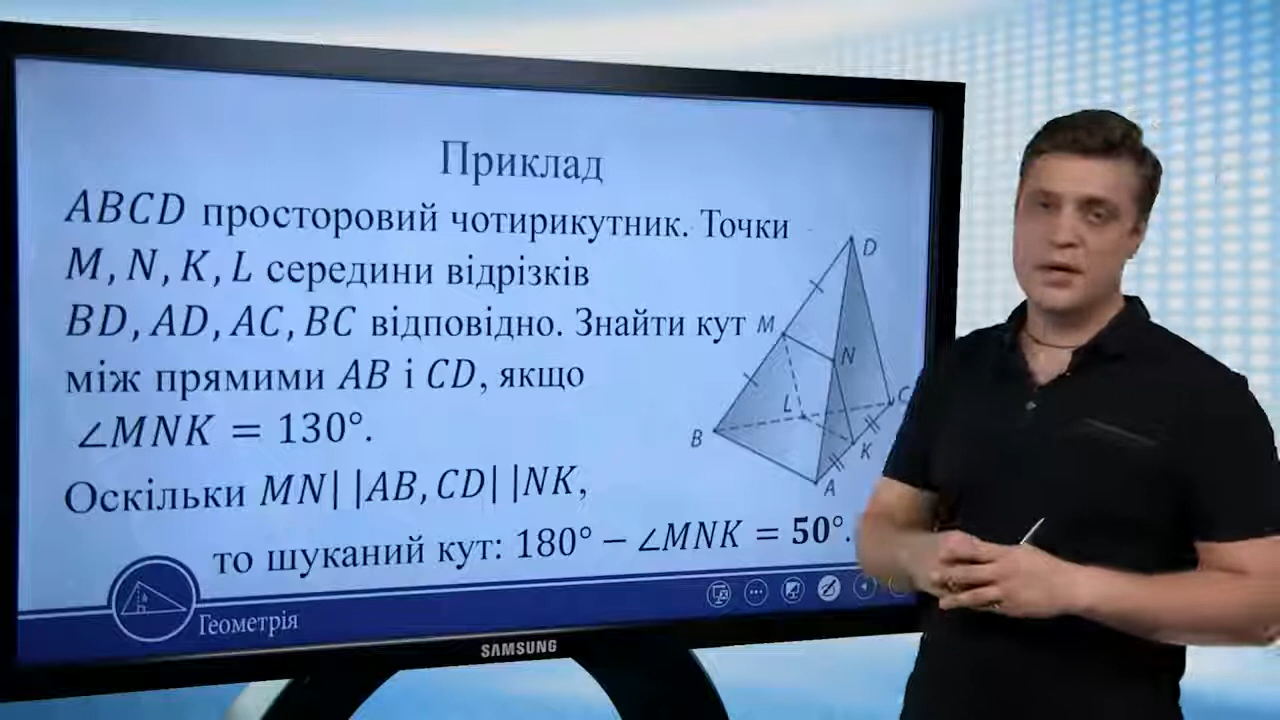 Приклад
ABCD просторовий чотирикутник. Точки
M, N, K, L середини відрізків
BD, AD, AC, BC відповідно. Знайти кут
між прямими AB і CD, якщо
∠MNK = 130°.
Оскільки MN||AB, CD||NK,
то шуканий кут: 180° − ∠MNK = 50°.
D
M
N
L
C
B
K
A
Геометрія
SAMSUNG